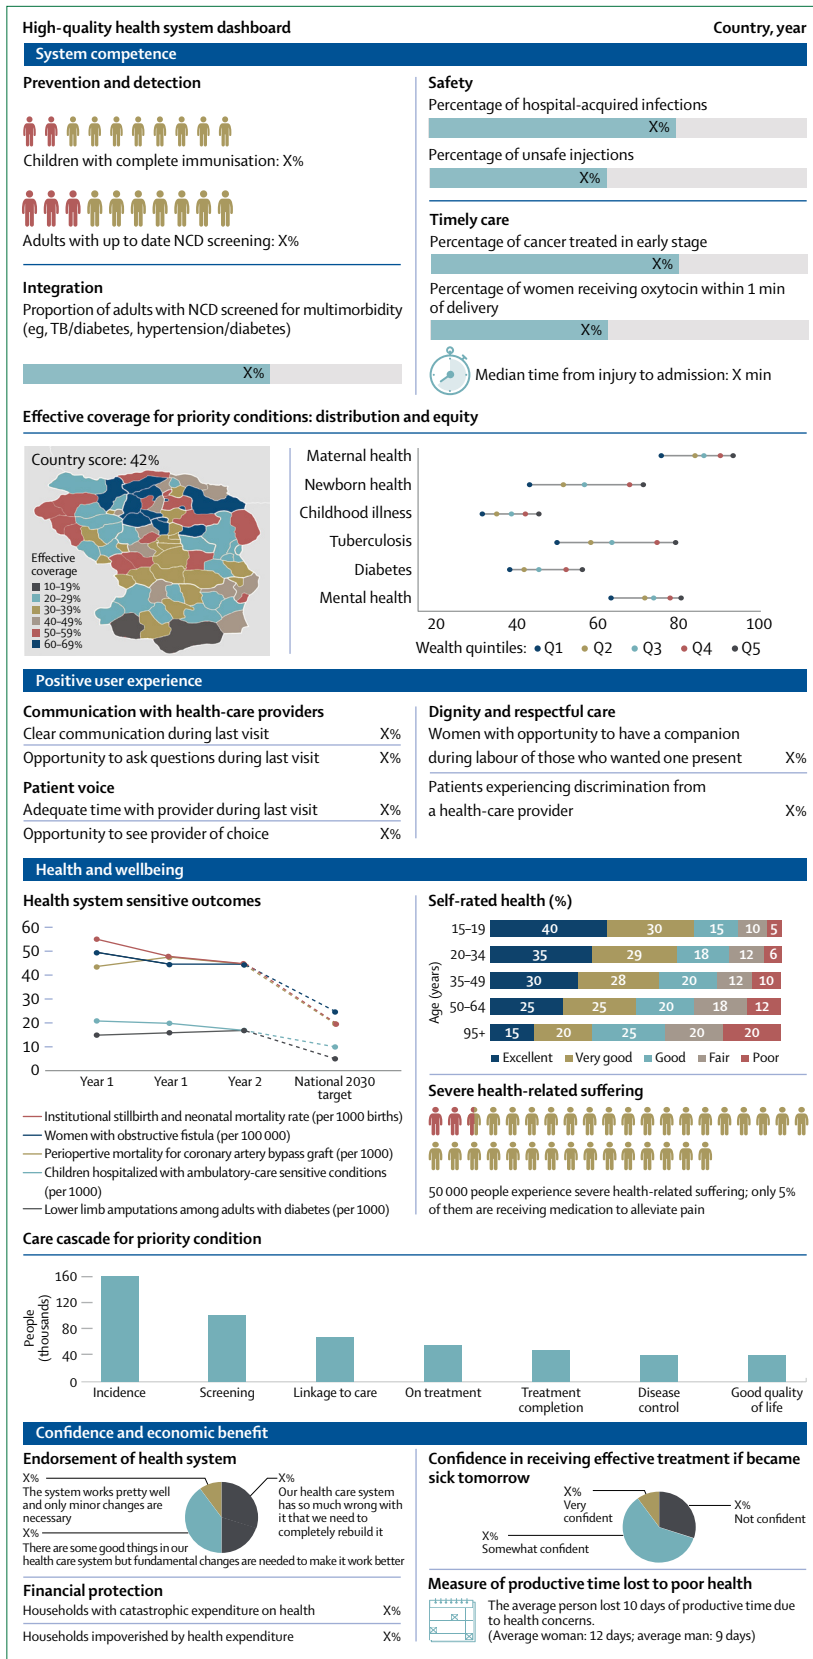 High-quality health system dashboard
Country, year
System competence
Prevention and detection
Children with complete immunisation: X%
Adults with up to date NCD screening: X%
Integration
Proportion of adults with NCD screened for multimorbidity
(eg, TB/diabetes, hypertension/diabetes)
X%
Safety
Percentage of hospital-acquired infections
X%
Percentage of unsafe injections
X%
Timely care
Percentage of cancer treated in early stage
X%
Percentage of women receiving oxytocin within 1 min
of delivery
X%
Median time from injury to admission: X min
Effective coverage for priority conditions: distribution and equity
Country score: 42%
Effective
coverage
10–19%
20–29%
30–39%
40–49%
50–59%
60–69%
Maternal health
Newborn health
Childhood illness
Tuberculosis
Diabetes
Mental health
20 40 60 80 100
Wealth quintiles: Q1 Q2 Q3 Q4 Q5
Positive user experience
Communication with health-care providers
Clear communication during last visit X%
Opportunity to ask questions during last visit X%
Patient voice
Adequate time with provider during last visit X%
Opportunity to see provider of choice X%
Dignity and respectful care
Women with opportunity to have a companion
during labour of those who wanted one present X%
Patients experiencing discrimination from
a health-care provider X%
Health and wellbeing
Health system sensitive outcomes
60
50
40
30
20
10
0
Year 1 Year 1 Year 2 National 2030
target
Institutional stillbirth and neonatal mortality rate (per 1000 births)
Women with obstructive fistula (per 100 000)
Periopertive mortality for coronary artery bypass graft (per 1000)
Children hospitalized with ambulatory-care sensitive conditions
(per 1000)
Lower limb amputations among adults with diabetes (per 1000)
Self-rated health (%)
Age (years)
15–19 40 30 15 10 5
20–34 35 29 18 12 6
35–49 30 28 20 12 10
50–64 25 25 20 18 12
95+ 15 20 25 20 20
Excellent Very good Good Fair Poor
Severe health-related suffering
50 000 people experience severe health-related suffering; only 5%
of them are receiving medication to alleviate pain
Care cascade for priority condition
People
(thousands)
160
120
80
40
0
Incidence Screening Linkage to care On treatment Treatment Disease Good quality
completion control of life
Confidence and economic benefit
Endorsement of health system
X%
The system works pretty well
and only minor changes are
necessary
X%
There are some good things in our
health care system but fundamental changes are needed to make it work better
X%
Our health care system
has so much wrong with
it that we need to
completely rebuild it
Financial protection
Households with catastrophic expenditure on health X%
Households impoverished by health expenditure X%
Confidence in receiving effective treatment if became
sick tomorrow
X%
Very
confident
X%
Not confident
X%
Somewhat confident
Measure of productive time lost to poor health
The average person lost 10 days of productive time due
to health concerns.
(Average woman: 12 days; average man: 9 days)